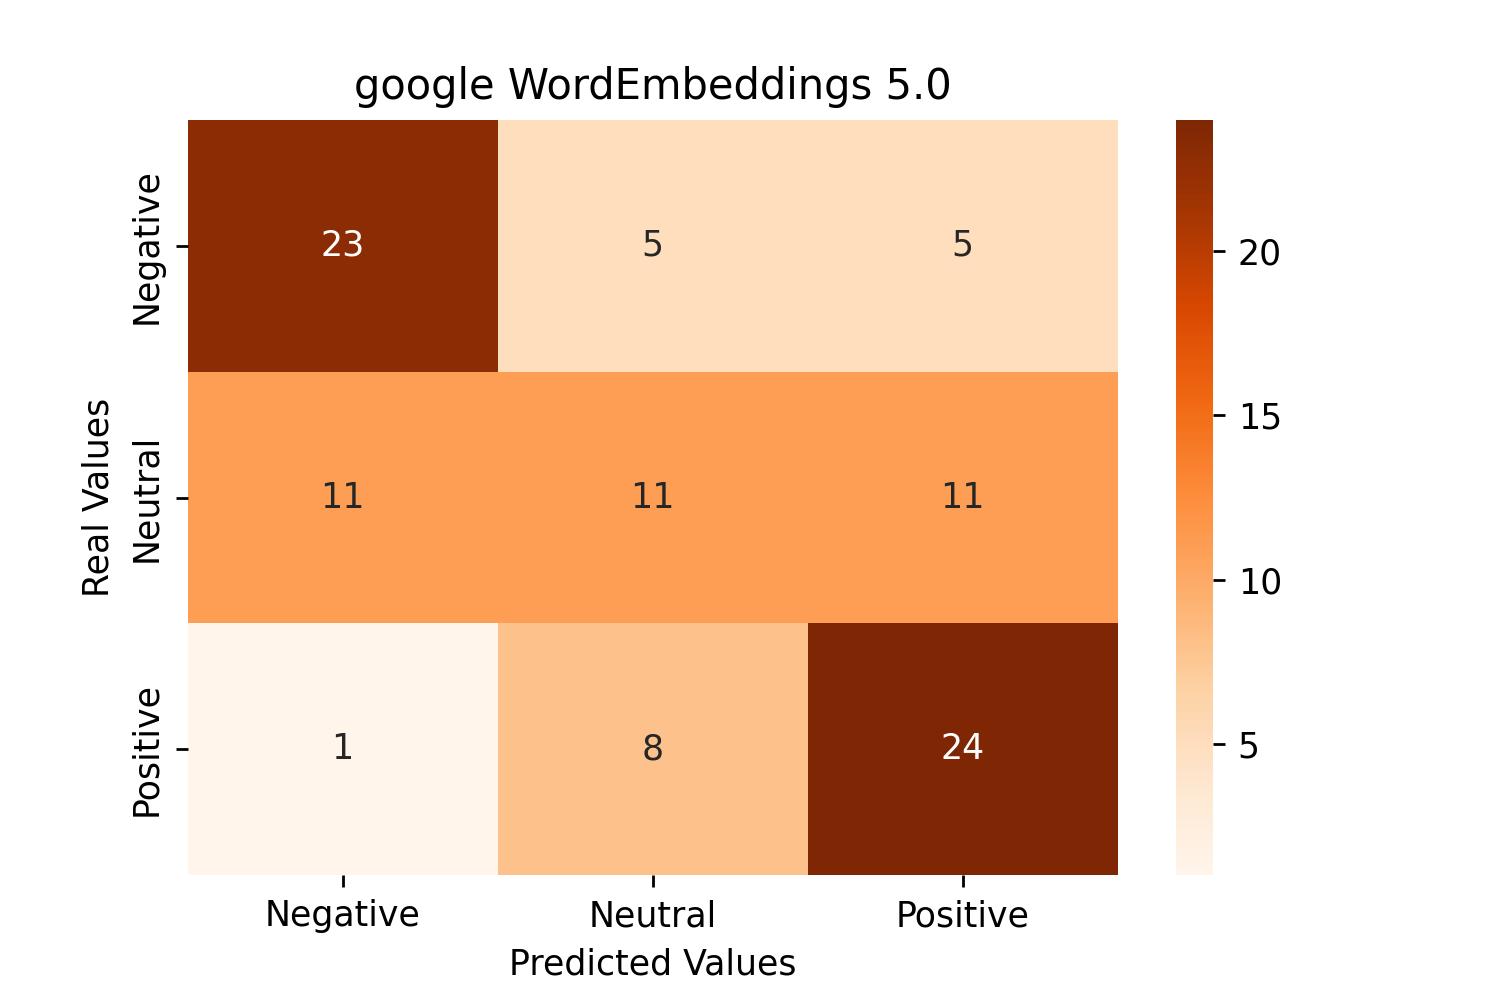 google WordEmbeddings 5.0
Real Values
Negative
23 5 5
Neutral
11 11 11
Positive
1 8 24
Negative Neutral Positive
Predicted Values
20
15
10
5